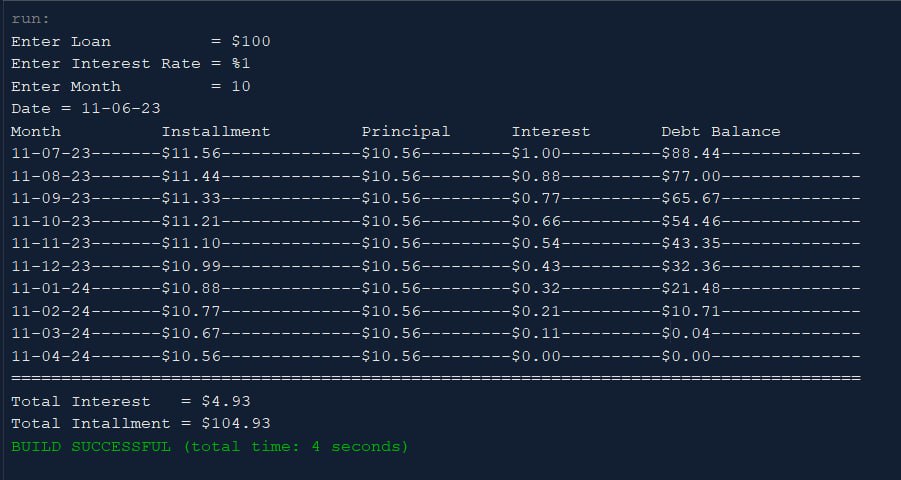 run:
Enter Loan          = $100
Enter Interest Rate = %1
Enter Month         = 10
Date = 11-06-23
Month          Installment         Principal      Interest       Debt Balance
11-07-23-------$11.56--------------$10.56---------$1.00----------$88.44--------------
11-08-23-------$11.44--------------$10.56---------$0.88----------$77.00--------------
11-09-23-------$11.33--------------$10.56---------$0.77----------$65.67--------------
11-10-23-------$11.21--------------$10.56---------$0.66----------$54.46--------------
11-11-23-------$11.10--------------$10.56---------$0.54----------$43.35--------------
11-12-23-------$10.99--------------$10.56---------$0.43----------$32.36--------------
11-01-24-------$10.88--------------$10.56---------$0.32----------$21.48--------------
11-02-24-------$10.77--------------$10.56---------$0.21----------$10.71--------------
11-03-24-------$10.67--------------$10.56---------$0.11----------$0.04---------------
11-04-24-------$10.56--------------$10.56---------$0.00----------$0.00---------------
=====================================================================================
Total Interest   = $4.93
Total Intallment = $104.93
BUILD SUCCESSFUL (total time: 4 seconds)